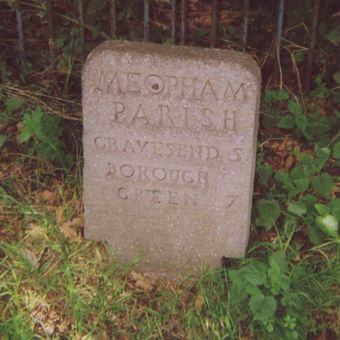 MEOPHAM
PARISH
GRAVESEND 5
BOROUGH
GREEN 7